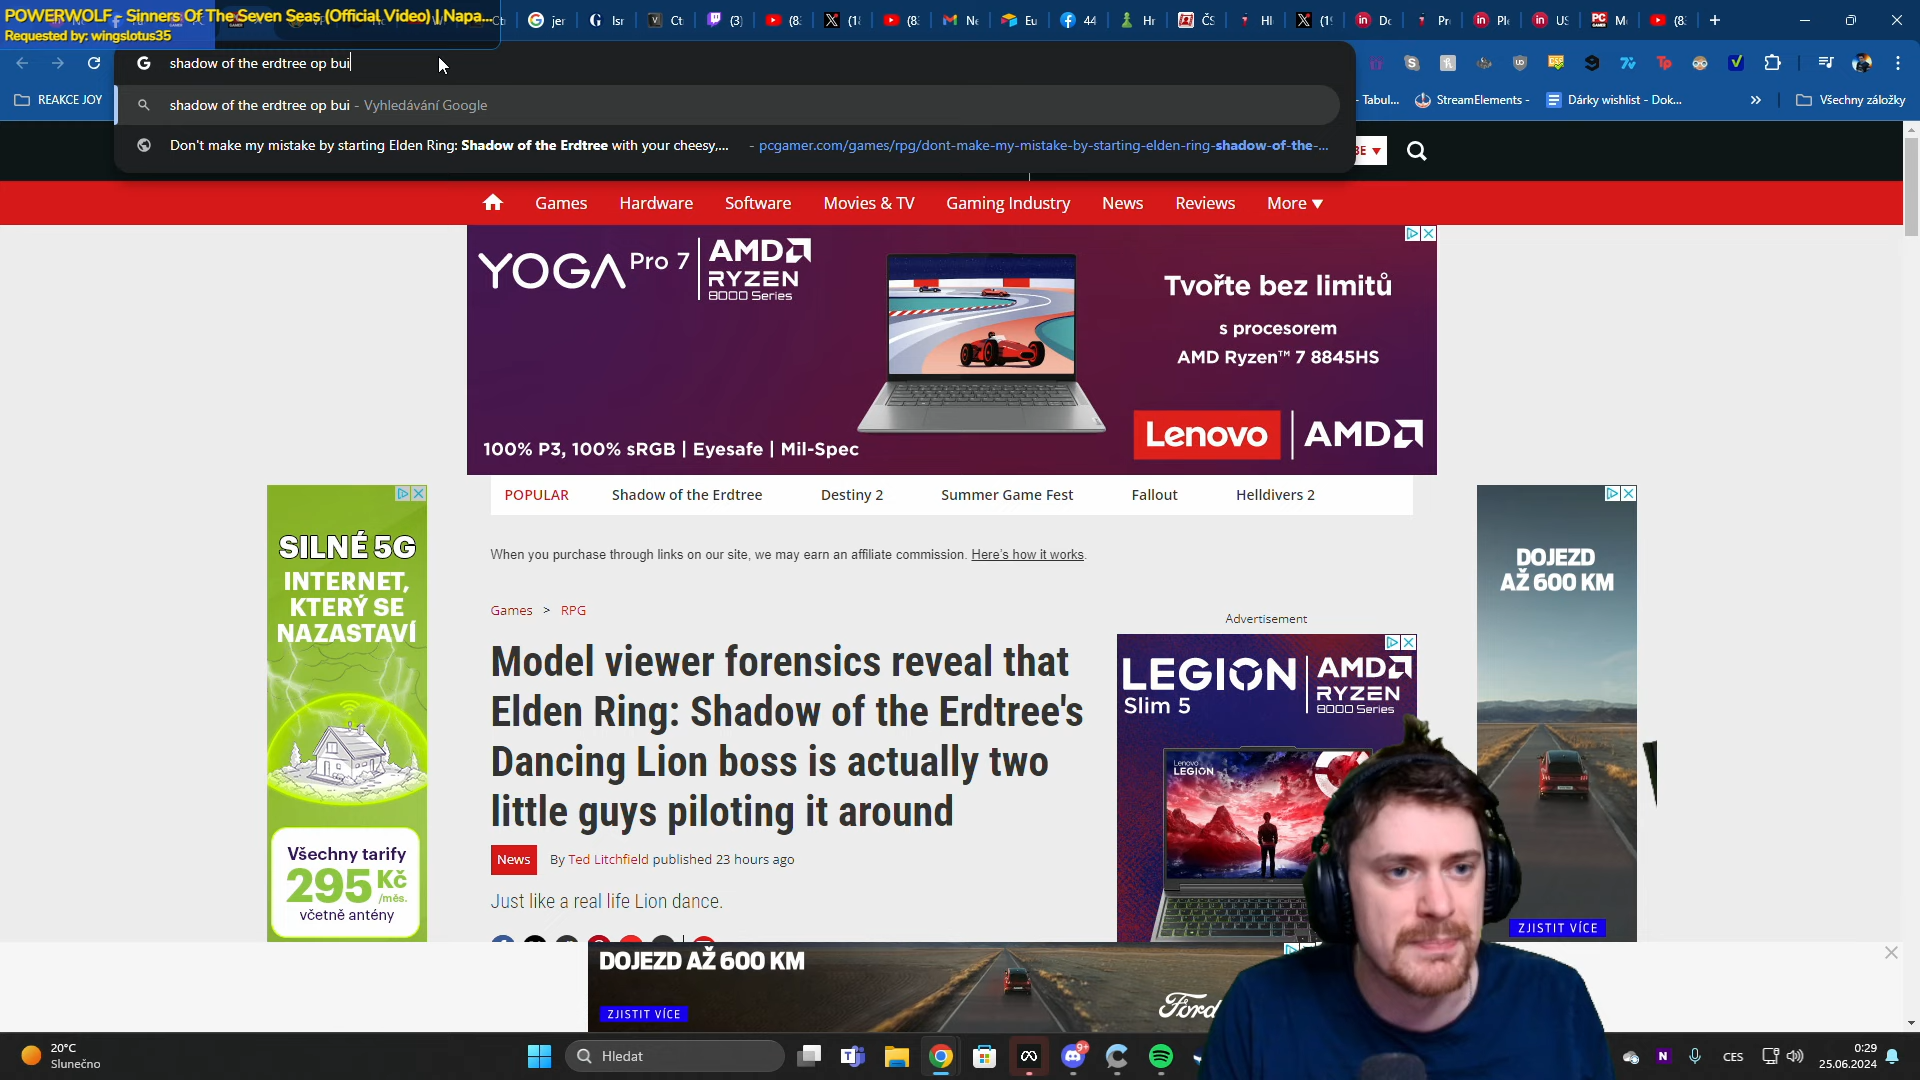 POWERWOLF - Sinners Of The Seven Seas (Official Video) | Napa...
Requested by: wingslotus35
shadow of the erdtree op bui
shadow of the erdtree op bui - Vyhledávání Google
Don't make my mistake by starting Elden Ring: Shadow of the Erdtree with your cheesy,... - pcgamer.com/games/rpg/dont-make-my-mistake-by-starting-elden-ring-shadow-of-the-...
REAKCE JOY
- Tabul...
StreamElements -
Dárky wishlist - Dok...
»
Všechny záložky
Games
Hardware
Software
Movies & TV
Gaming Industry
News
Reviews
More ▼
YOGA Pro 7
AMD
RYZEN
8000 Series
100% P3, 100% sRGB | Eyesafe | Mil-Spec
Tvořte bez limitů
s procesorem
AMD Ryzen™ 7 8845HS
Lenovo
AMD
POPULAR
Shadow of the Erdtree
Destiny 2
Summer Game Fest
Fallout
Helldivers 2
When you purchase through links on our site, we may earn an affiliate commission. Here's how it works.
Games > RPG
Model viewer forensics reveal that
Elden Ring: Shadow of the Erdtree's
Dancing Lion boss is actually two
little guys piloting it around
News
By Ted Litchfield published 23 hours ago
Just like a real life Lion dance.
SILNÉ 5G
INTERNET,
KTERÝ SE
NEZASTAVÍ
Všechny tarify
295 Kč
/měs.
včetně antény
Advertisement
LEGION
Slim 5
AMD
RYZEN
8000 Series
Lenovo
LEGION
DOJEZD
AŽ 600 KM
ZJISTIT VÍCE
DOJEZD AŽ 600 KM
ZJISTIT VÍCE
Ford
20°C
Slunečno
Hledat
9+
CES
0:29
25.06.2024